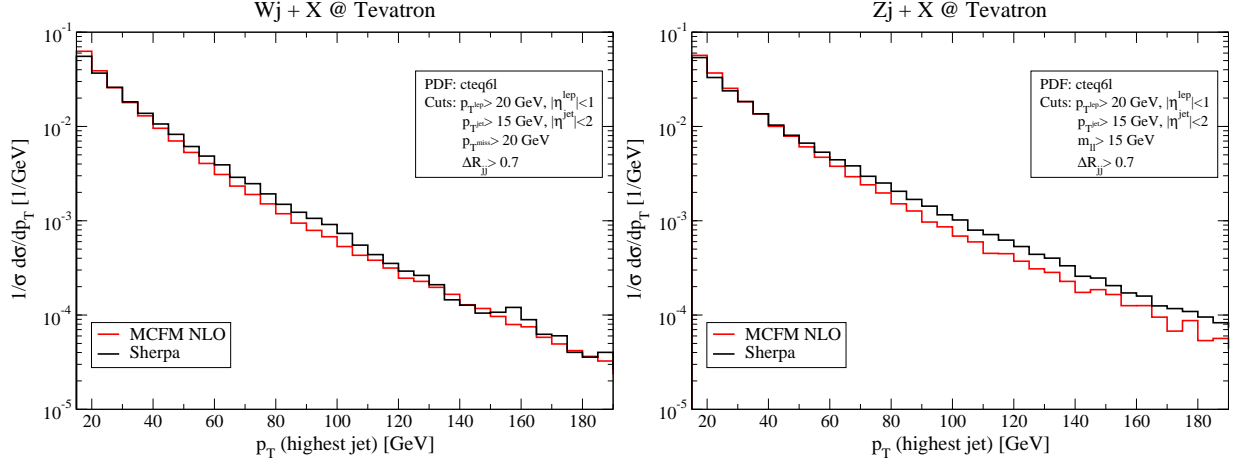 Wj + X @ Tevatron
10^-1
10^-2
10^-3
10^-4
10^-5
1/σ dσ/dp_T [1/GeV]
PDF: cteq6l
Cuts: p_T^lep > 20 GeV, |η^lep|<1
p_T^jet > 15 GeV, |η^jet|<2
p_T^miss > 20 GeV
ΔR_jj > 0.7
MCFM NLO
Sherpa
20 40 60 80 100 120 140 160 180
p_T (highest jet) [GeV]
Zj + X @ Tevatron
10^-1
10^-2
10^-3
10^-4
10^-5
1/σ dσ/dp_T [1/GeV]
PDF: cteq6l
Cuts: p_T^lep > 20 GeV, |η^lep|<1
p_T^jet > 15 GeV, |η^jet|<2
m_ll > 15 GeV
ΔR_jj > 0.7
MCFM NLO
Sherpa
20 40 60 80 100 120 140 160 180
p_T (highest jet) [GeV]